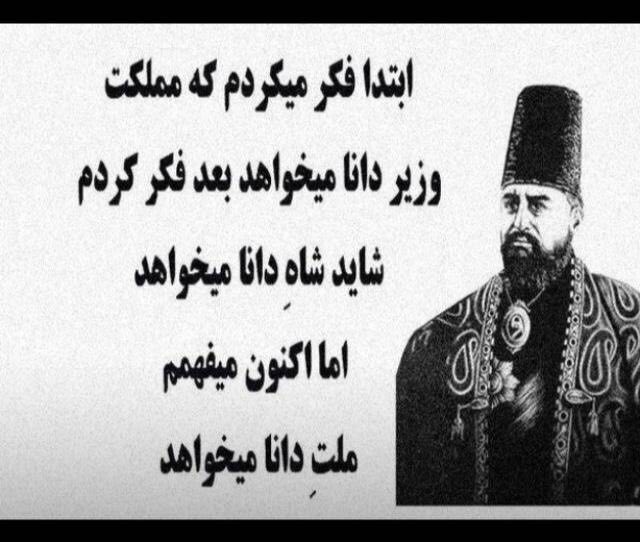 ابتدا فکر میکردم که مملکت
وزیر دانا میخواهد بعد فکر کردم
شاید شاهِ دانا میخواهد
اما اکنون میفهمم
ملتِ دانا میخواهد